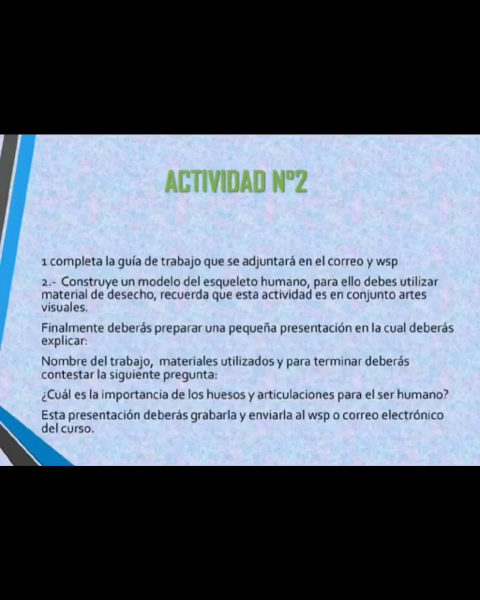 ACTIVIDAD N°2
1 completa la guía de trabajo que se adjuntará en el correo y wsp
2.- Construye un modelo del esqueleto humano, para ello debes utilizar
material de desecho, recuerda que esta actividad es en conjunto artes
visuales.
Finalmente deberás preparar una pequeña presentación en la cual deberás
explicar:
Nombre del trabajo, materiales utilizados y para terminar deberás
contestar la siguiente pregunta:
¿Cuál es la importancia de los huesos y articulaciones para el ser humano?
Esta presentación deberás grabarla y enviarla al wsp o correo electrónico
del curso.